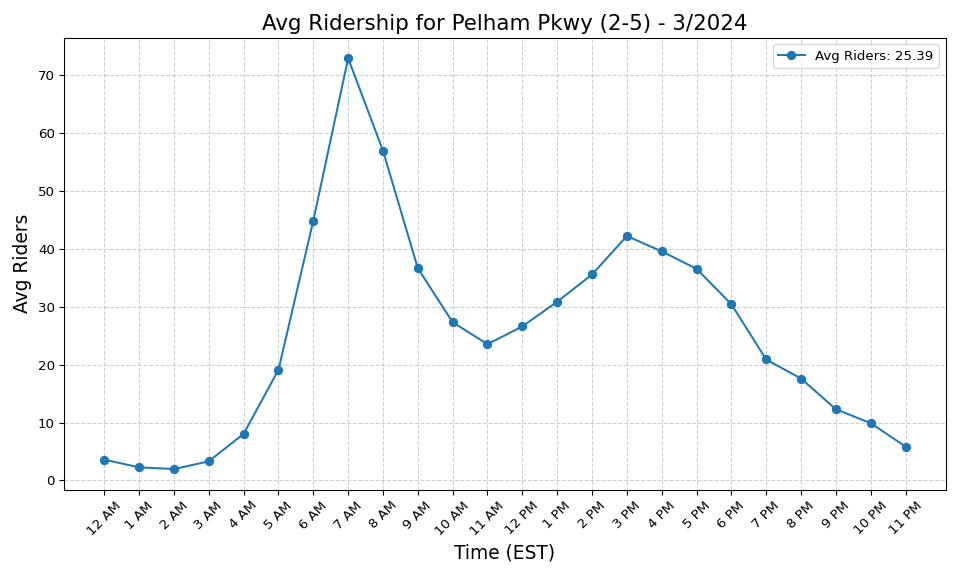 Avg Ridership for Pelham Pkwy (2-5) - 3/2024
Avg Riders: 25.39
Avg Riders
70
60
50
40
30
20
10
0
12 AM
1 AM
2 AM
3 AM
4 AM
5 AM
6 AM
7 AM
8 AM
9 AM
10 AM
11 AM
12 PM
1 PM
2 PM
3 PM
4 PM
5 PM
6 PM
7 PM
8 PM
9 PM
10 PM
11 PM
Time (EST)